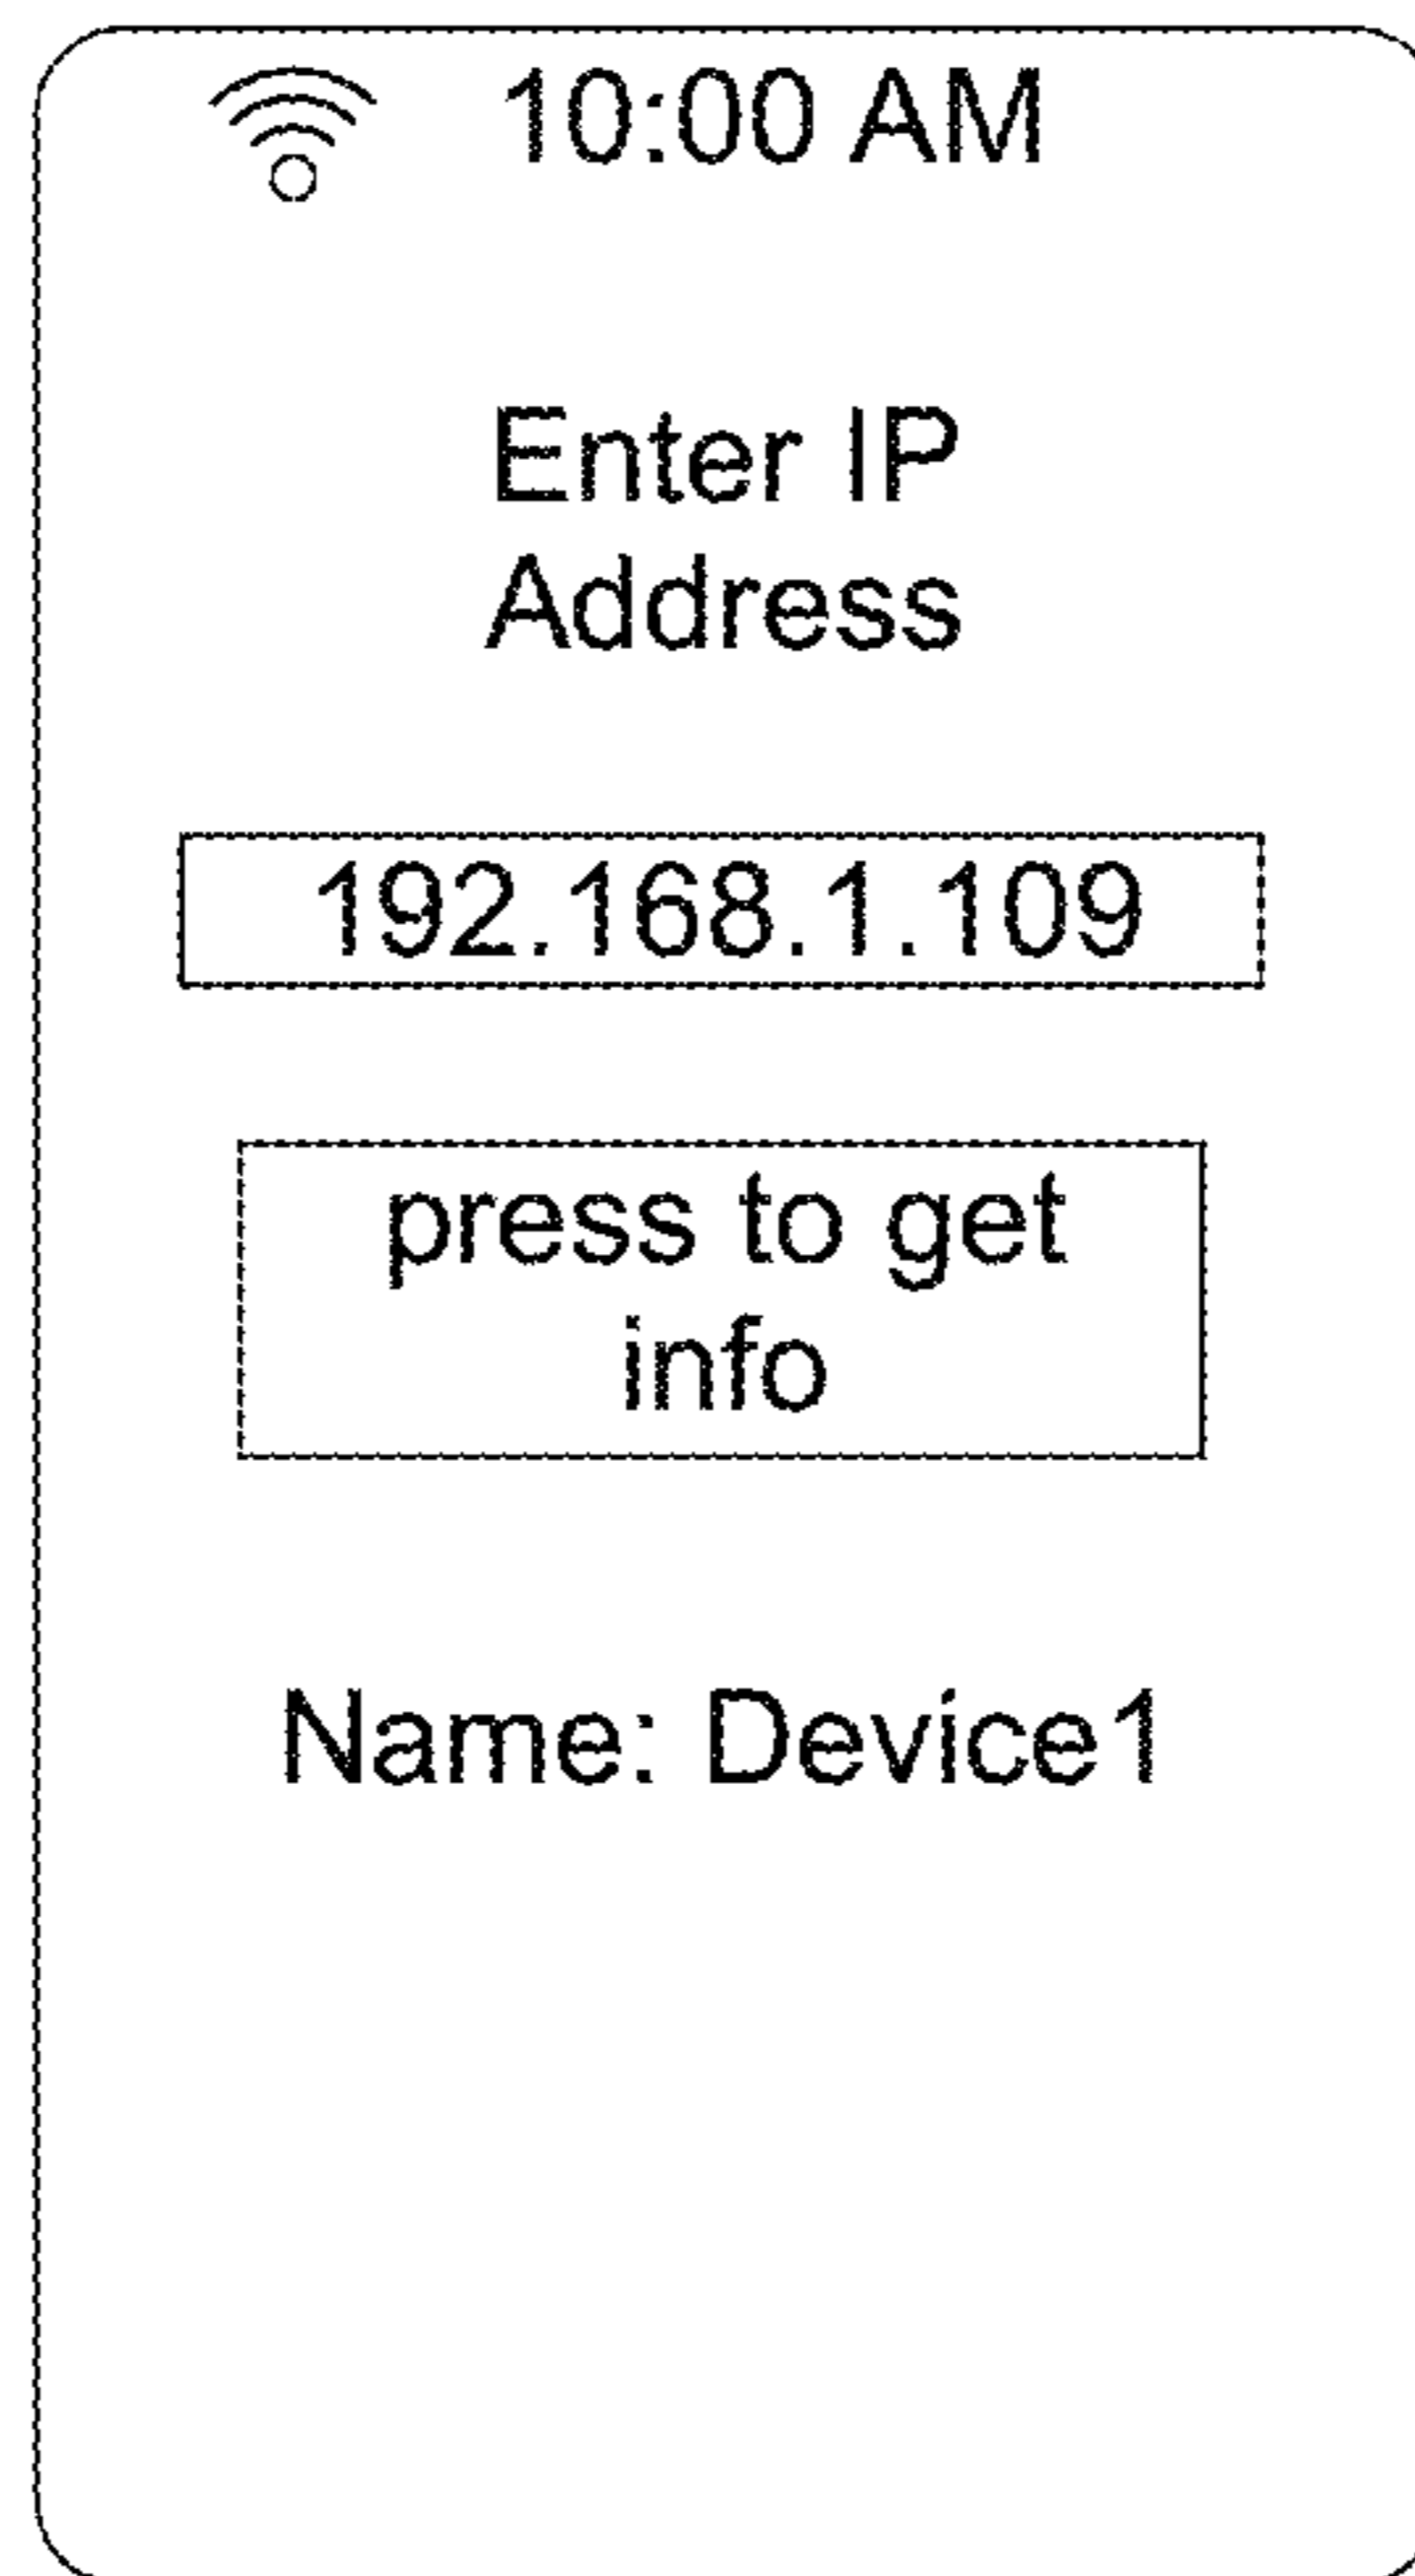 10:00 AM
Enter IP
Address
192.168.1.109
press to get
info
Name: Device1